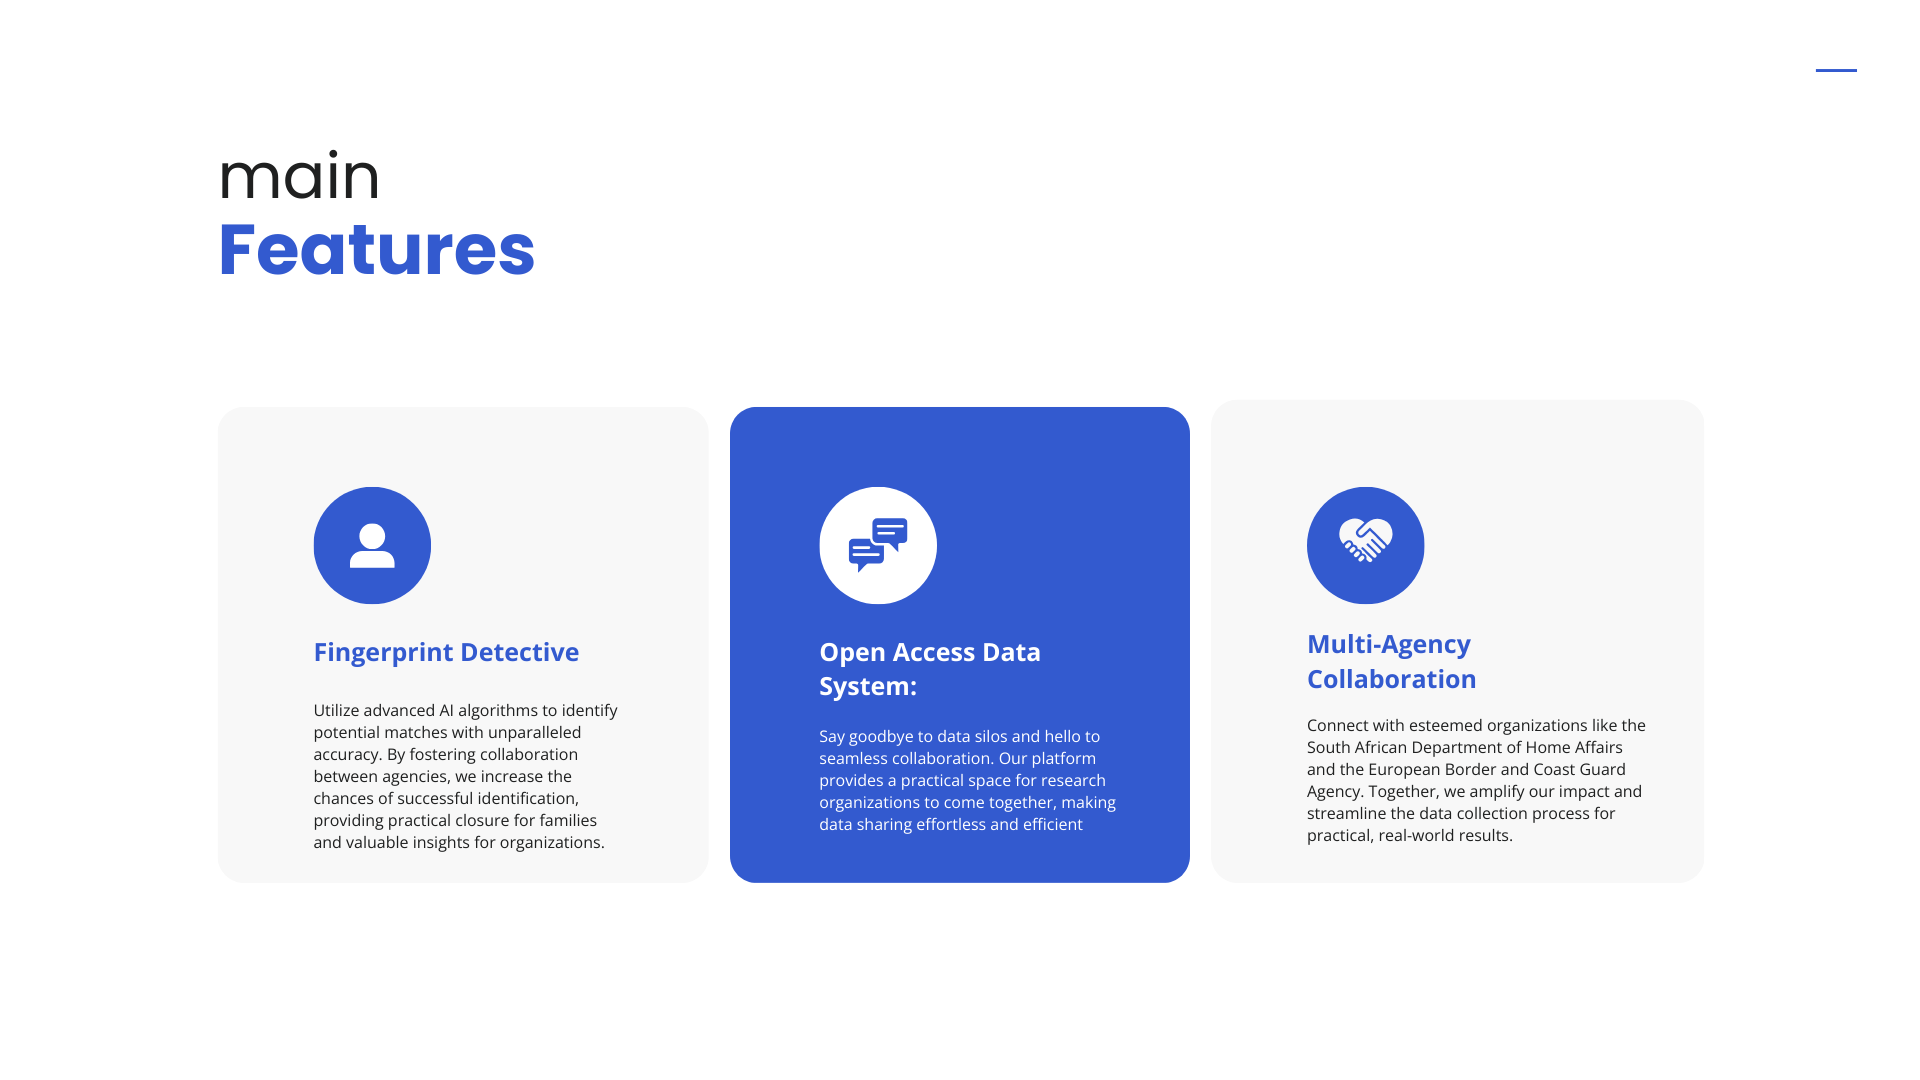 main
Features
Fingerprint Detective
Utilize advanced AI algorithms to identify
potential matches with unparalleled
accuracy. By fostering collaboration
between agencies, we increase the
chances of successful identification,
providing practical closure for families
and valuable insights for organizations.
Open Access Data
System:
Say goodbye to data silos and hello to
seamless collaboration. Our platform
provides a practical space for research
organizations to come together, making
data sharing effortless and efficient
Multi-Agency
Collaboration
Connect with esteemed organizations like the
South African Department of Home Affairs
and the European Border and Coast Guard
Agency. Together, we amplify our impact and
streamline the data collection process for
practical, real-world results.